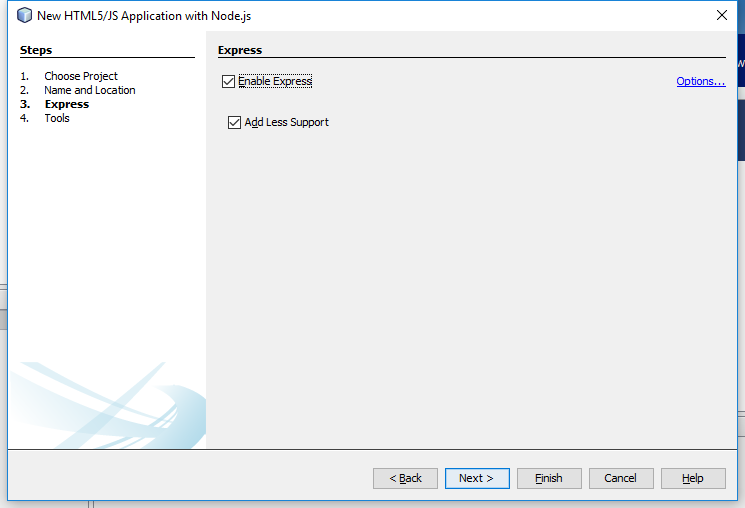 New HTML5/JS Application with Node.js
Steps
1. Choose Project
2. Name and Location
3. Express
4. Tools
Express
Enable Express
Options...
Add Less Support
< Back
Next >
Finish
Cancel
Help
w